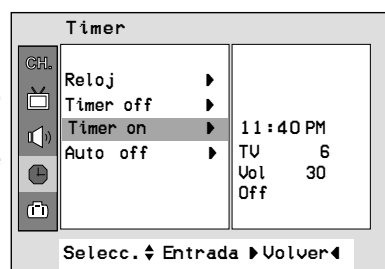 Timer
CH.
Reloj ▶
Timer off ▶
Timer on ▶
Auto off ▶
11:40 PM
TV 6
Vol 30
Off
Selecc.⬍ Entrada ▶ Volver ◀